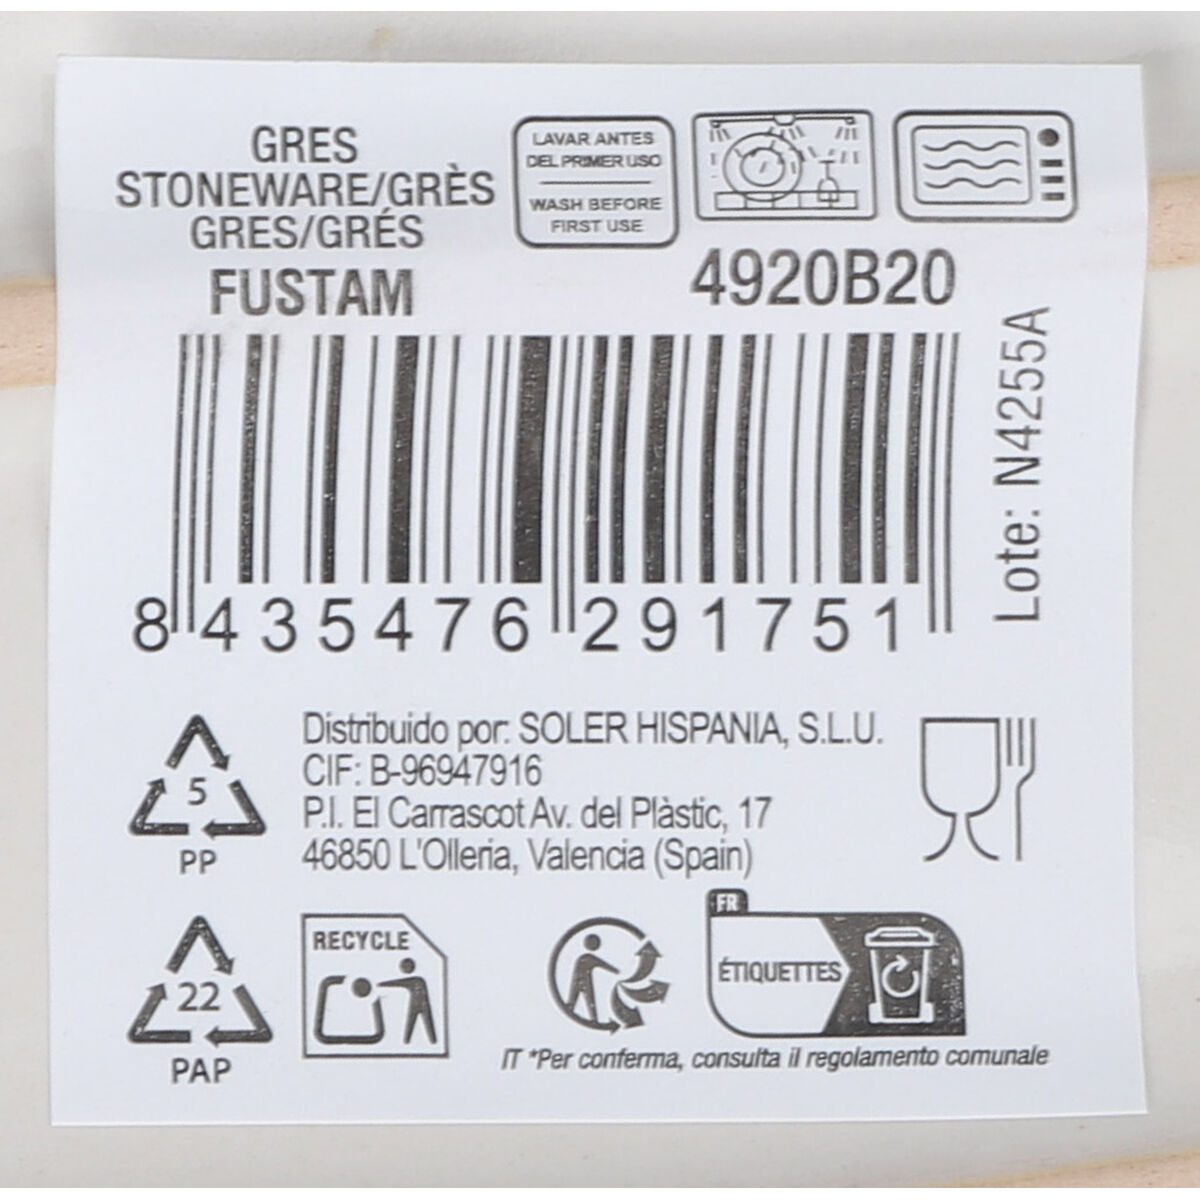 GRES
STONEWARE/GRÈS
GRES/GRÉS
FUSTAM
LAVAR ANTES
DEL PRIMER USO
WASH BEFORE
FIRST USE
4920B20
8 435476 291751
Lote: N4255A
5
PP
Distribuido por: SOLER HISPANIA, S.L.U.
CIF: B-96947916
P.I. El Carrascot Av. del Plàstic, 17
46850 L'Olleria, Valencia (Spain)
22
PAP
RECYCLE
FR
ÉTIQUETTES
IT *Per conferma, consulta il regolamento comunale